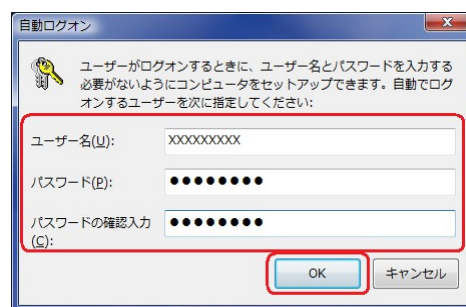 自動ログオン
ユーザーがログオンするときに、ユーザー名とパスワードを入力する
必要がないようにコンピュータをセットアップできます。自動でログ
オンするユーザーを次に指定してください:
ユーザー名(U): XXXXXXXXX
パスワード(P): ●●●●●●●●
パスワードの確認入力 ●●●●●●●●
(C):
OK キャンセル